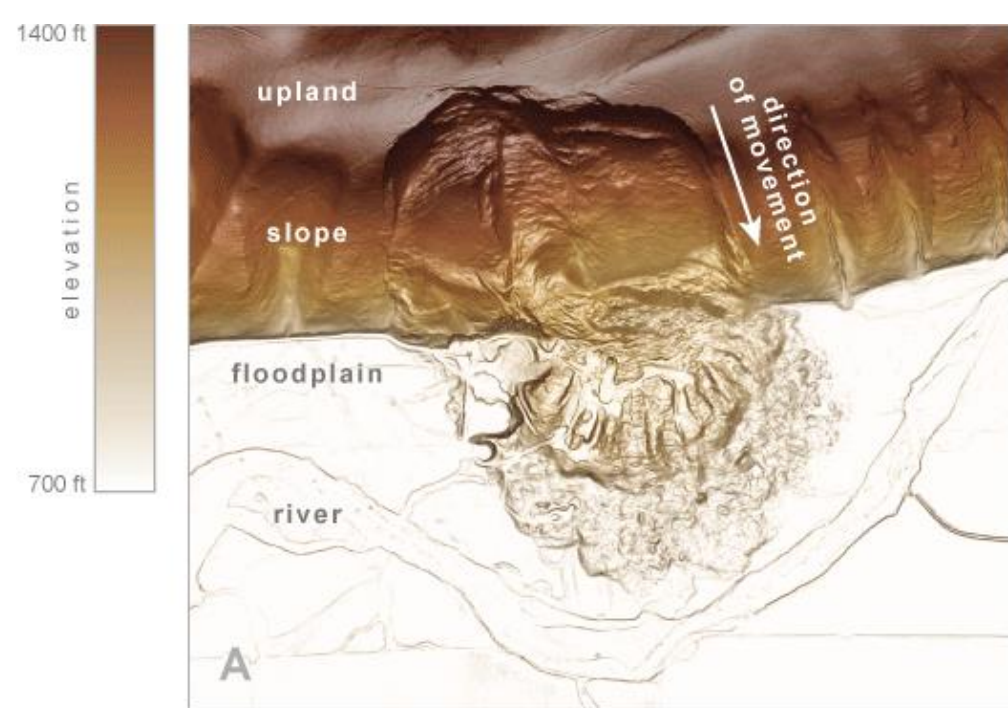 1400 ft
elevation
700 ft
upland
slope
direction
of movement
floodplain
river
A